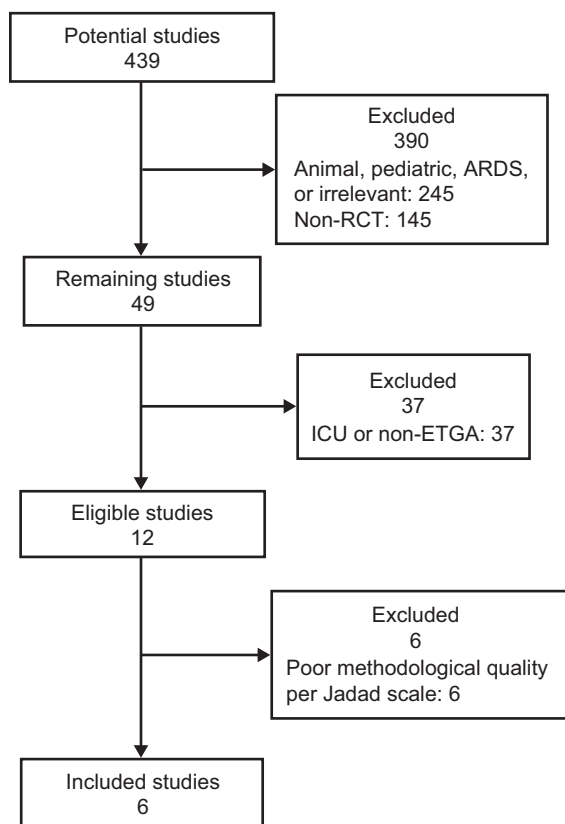 Potential studies
439
Excluded
390
Animal, pediatric, ARDS,
or irrelevant: 245
Non-RCT: 145
Remaining studies
49
Excluded
37
ICU or non-ETGA: 37
Eligible studies
12
Excluded
6
Poor methodological quality
per Jadad scale: 6
Included studies
6